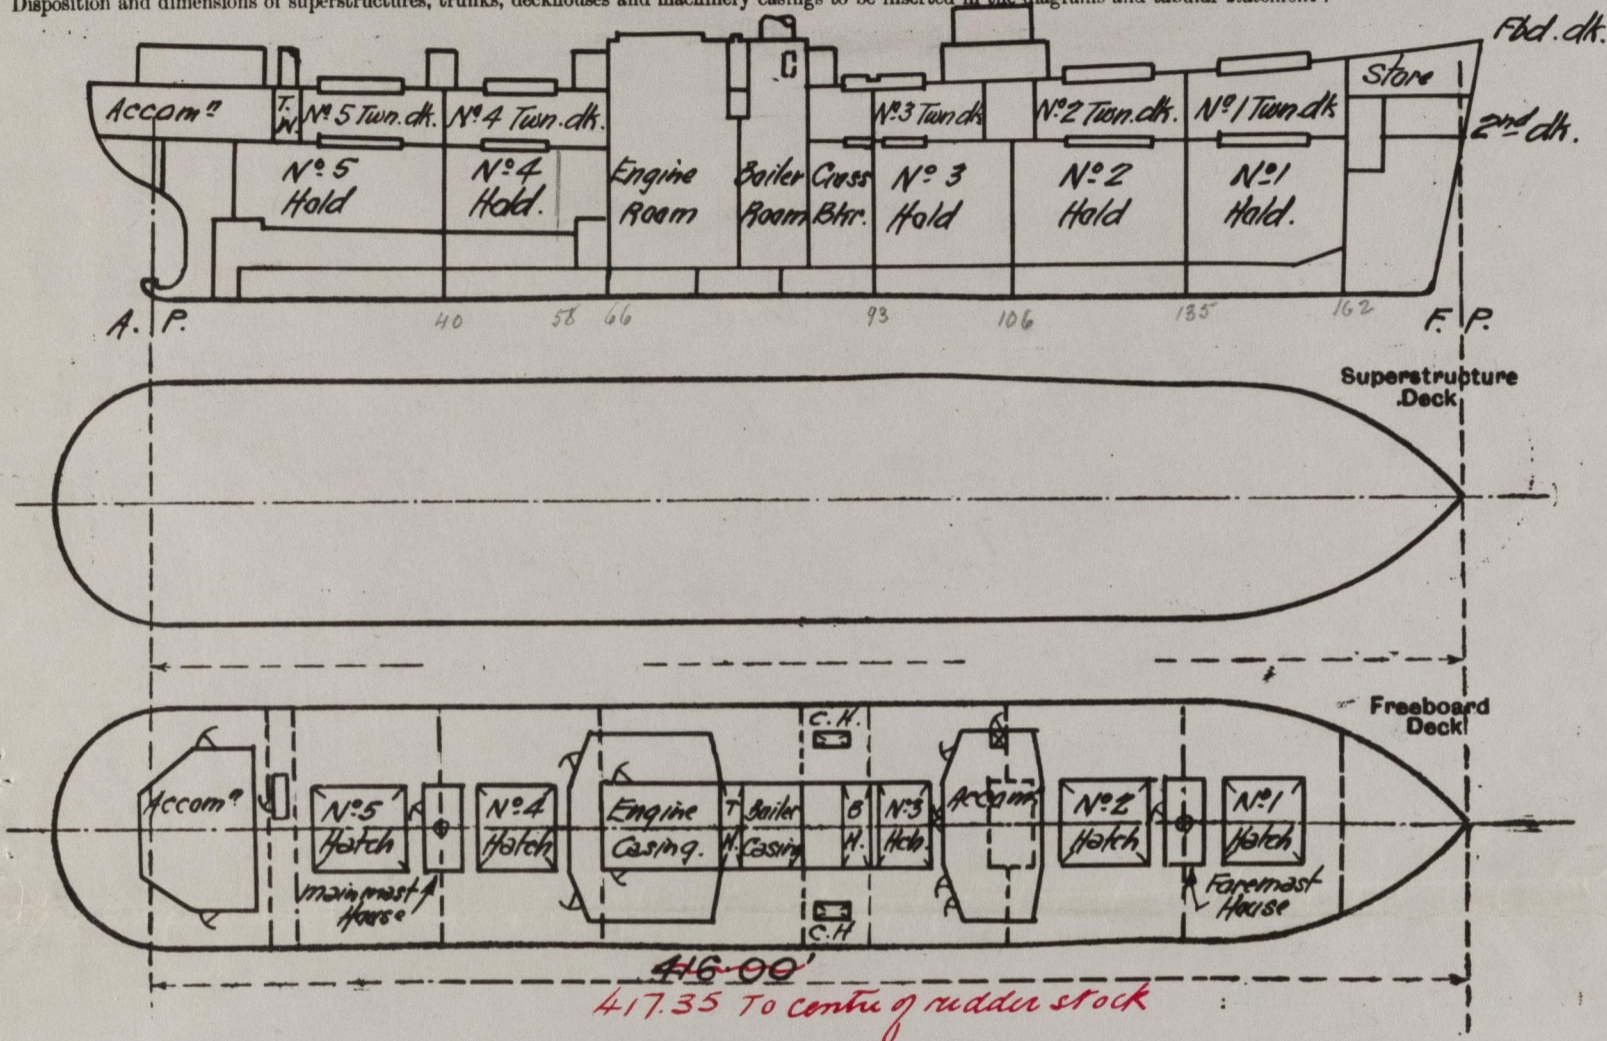 Disposition and dimensions of superstructures, trunks, deckhouses and machinery casings to be inserted in the diagrams and tabular statement.
Fbd. dk.
Store
Accomⁿ
T.
W.
Nº 5 Twn. dk.
Nº 4 Twn. dk.
Nº 3 Twn dk
Nº 2 Twn. dk.
Nº 1 Twn dk
2nd dk.
Nº 5
Hold
Nº 4
Hold.
Engine
Room
Boiler
Room
Cross
Bkr.
Nº 3
Hold
Nº 2
Hold
Nº 1
Hold.
A. P.
40
58
66
93
106
135
162
F. P.
Superstructure
Deck
Freeboard
Deck
C. H.
Accomⁿ
Nº 5
Hatch
Nº 4
Hatch
Engine
Casing.
T
H.
Boiler
Casing
B
H.
Nº 3
Hch.
Accomⁿ
Nº 2
Hatch
Nº 1
Hatch
mainmast
House
Foremast
House
C. H
416.00'
417.35 To centre of rudder stock